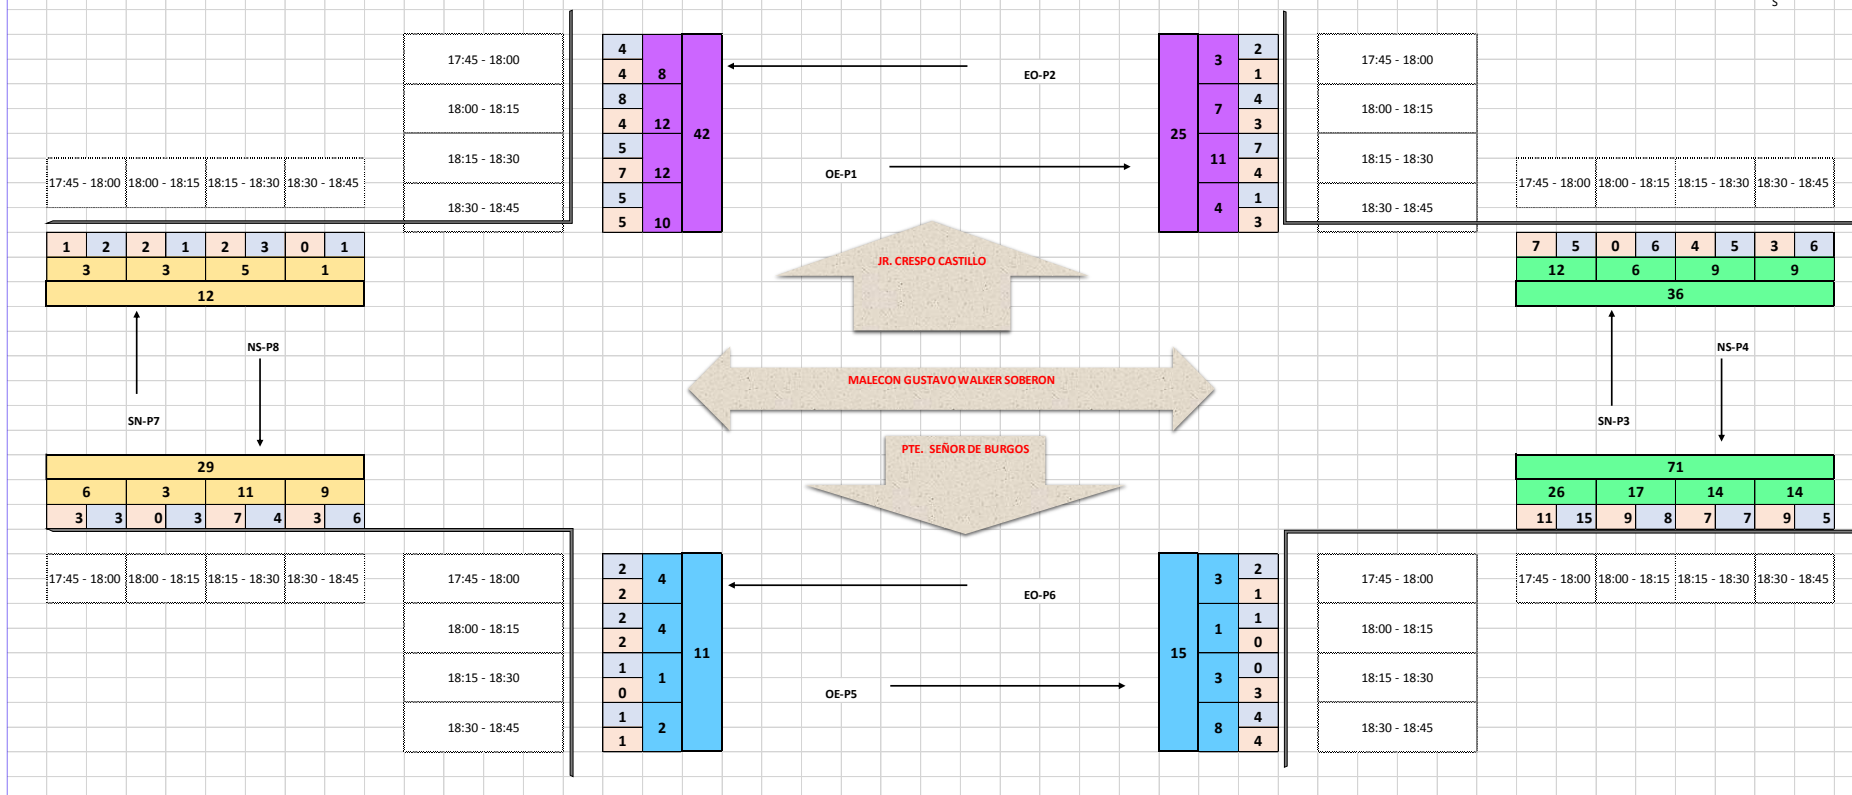 S
4 2
17:45 - 18:00 8 3 17:45 - 18:00
4 EO-P2 1
8 4
18:00 - 18:15 12 7 18:00 - 18:15
4 42 25 3
5 7
18:15 - 18:30 12 11 18:15 - 18:30
7 OE-P1 4
17:45 - 18:00 18:00 - 18:15 18:15 - 18:30 18:30 - 18:45 5 1 17:45 - 18:00 18:00 - 18:15 18:15 - 18:30 18:30 - 18:45
18:30 - 18:45 10 4 18:30 - 18:45
5 3
1 2 2 1 2 3 0 1 7 5 0 6 4 5 3 6
3 3 5 1 JR. CRESPO CASTILLO 12 6 9 9
12 36
NS-P8 NS-P4
MALECON GUSTAVO WALKER SOBERON
SN-P7 SN-P3
PTE. SEÑOR DE BURGOS
29 71
6 3 11 9 26 17 14 14
3 3 0 3 7 4 3 6 11 15 9 8 7 7 9 5
2 2
17:45 - 18:00 18:00 - 18:15 18:15 - 18:30 18:30 - 18:45 17:45 - 18:00 4 3 17:45 - 18:00 17:45 - 18:00 18:00 - 18:15 18:15 - 18:30 18:30 - 18:45
2 EO-P6 1
2 1
18:00 - 18:15 4 1 18:00 - 18:15
2 0
11 15
1 0
18:15 - 18:30 1 3 18:15 - 18:30
0 OE-P5 3
1 4
18:30 - 18:45 2 8 18:30 - 18:45
1 4